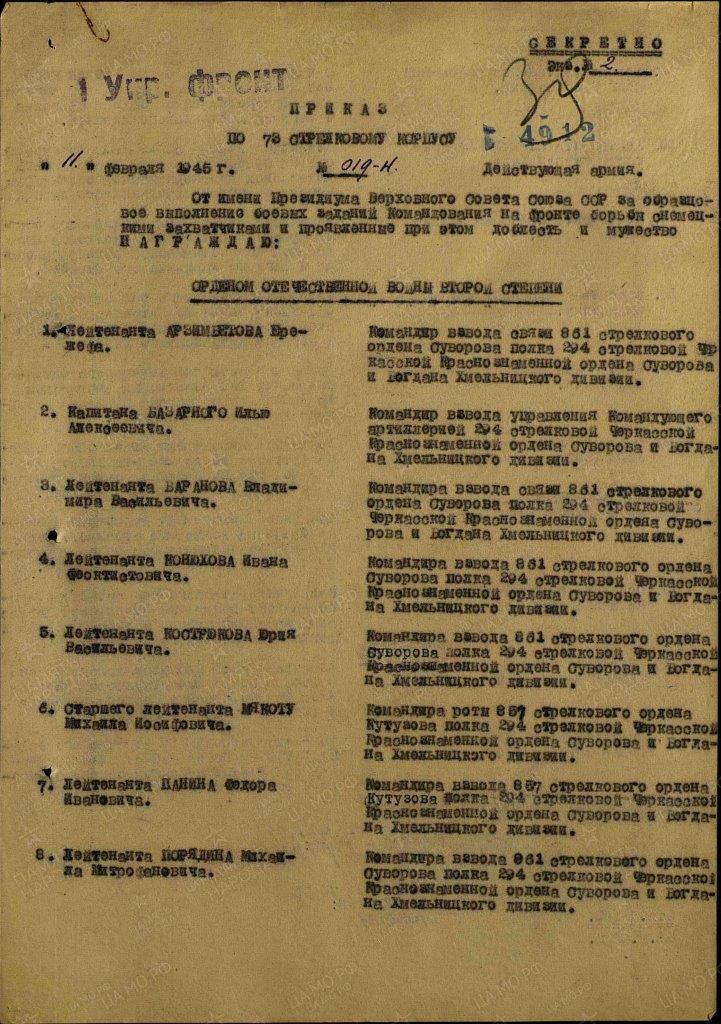 СЕКРЕТНО
Экз.№ 2
1 Упр. фронт
4912
ПРИКАЗ
ПО 73 СТРЕЛКОВОМУ КОРПУСУ
" 11. " февраля 1945 г. № 019-Н. Действующая армия.
От имени Президиума Верховного Совета Союза ССР за образцо-
вое выполнение боевых заданий Командования на фронте борьбы с немец-
кими захватчиками и проявленные при этом доблесть и мужество
НАГРАЖДАЮ:
ОРДЕНОМ ОТЕЧЕСТВЕННОЙ ВОЙНЫ ВТОРОЙ СТЕПЕНИ
1. Лейтенанта АРЗИМБЕТОВА Ере-
жефа.
Командир взвода связи 861 стрелкового
ордена Суворова полка 294 стрелковой Чер
касской Краснознаменной ордена Суворова
и Богдана Хмельницкого дивизии.
2. Капитана БАЗАРНОГО Илью
Алексеевича.
Командир взвода управления Командующего
артиллерией 294 стрелковой Черкасской
Краснознаменной ордена Суворова и Богда-
на Хмельницкого дивизии.
3. Лейтенанта БАРАНОВА Влади-
мира Васильевича.
Командира взвода связи 861 стрелкового
ордена Суворова полка 294 стрелковой
Черкасской Краснознаменной ордена Суво-
рова и Богдана Хмельницкого дивизии.
4. Лейтенанта КОНЮХОВА Ивана
Феоктистовича.
Командира взвода 861 стрелкового ордена
Суворова полка 294 стрелковой Черкасской
Краснознаменной ордена Суворова и Богда-
на Хмельницкого дивизии.
5. Лейтенанта КОСТРЮКОВА Юрия
Васильевича.
Командира взвода 861 стрелкового ордена
Суворова полка 294 стрелковой Черкасской
Краснознаменной ордена Суворова и Богда-
на Хмельницкого дивизии.
6. Старшего лейтенанта МЯКОТУ
Михаила Иосифовича.
Командира роты 857 стрелкового ордена
Кутузова полка 294 стрелковой Черкасской
Краснознаменной ордена Суворова и Богда-
на Хмельницкого дивизии.
7. Лейтенанта ПАНИНА Федора
Ивановича.
Командира взвода 857 стрелкового ордена
Кутузова полка 294 стрелковой Черкасской
Краснознаменной ордена Суворова и Богда-
на Хмельницкого дивизии.
8. Лейтенанта ПОРЯДИНА Михаи-
ла Митрофановича.
Командира взвода 861 стрелкового ордена
Суворова полка 294 стрелковой Черкасской
Краснознаменной ордена Суворова и Богда-
на Хмельницкого дивизии.